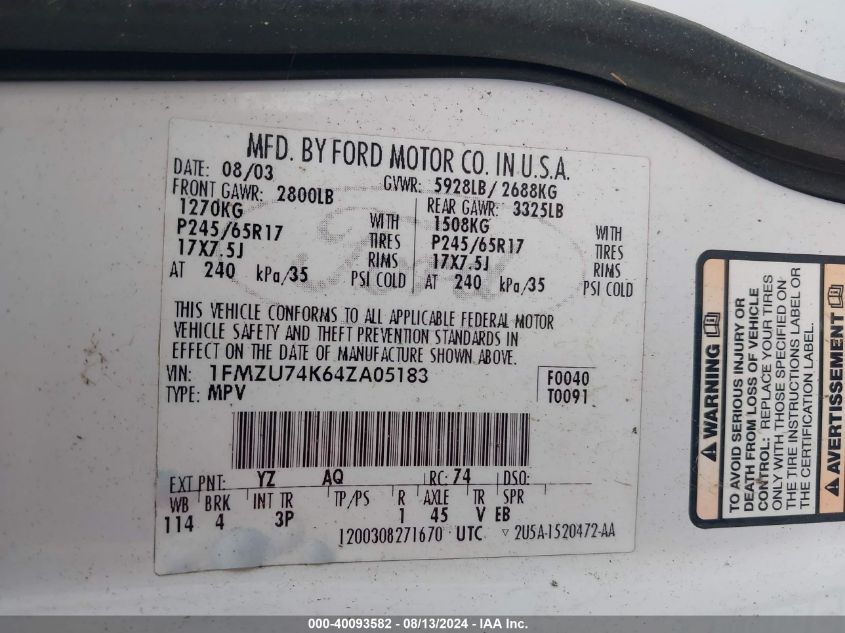 MFD. BY FORD MOTOR CO. IN U.S.A.
DATE: 08/03 GVWR: 5928LB/ 2688KG
FRONT GAWR: 2800LB REAR GAWR: 3325LB
1270KG WITH 1508KG WITH
P245/65R17 TIRES P245/65R17 TIRES
17X7.5J RIMS 17X7.5J RIMS
AT 240 kPa/35 PSI COLD AT 240 kPa/35 PSI COLD
THIS VEHICLE CONFORMS TO ALL APPLICABLE FEDERAL MOTOR
VEHICLE SAFETY AND THEFT PREVENTION STANDARDS IN
EFFECT ON THE DATE OF MANUFACTURE SHOWN ABOVE.
VIN: 1FMZU74K64ZA05183 F0040
TYPE: MPV T0091
EXT PNT: YZ AQ RC: 74 DSO:
WB BRK INT TR TP/PS R AXLE TR SPR
114 4 3P 1 45 V EB
1200308271670 UTC 2U5A-1520472-AA
Ford
WARNING
TO AVOID SERIOUS INJURY OR
DEATH FROM LOSS OF VEHICLE
CONTROL: REPLACE YOUR TIRES
ONLY WITH THOSE SPECIFIED ON
THE TIRE INSTRUCTIONS LABEL OR
THE CERTIFICATION LABEL.
AVERTISSEMENT
000-40093582 - 08/13/2024 - IAA Inc.